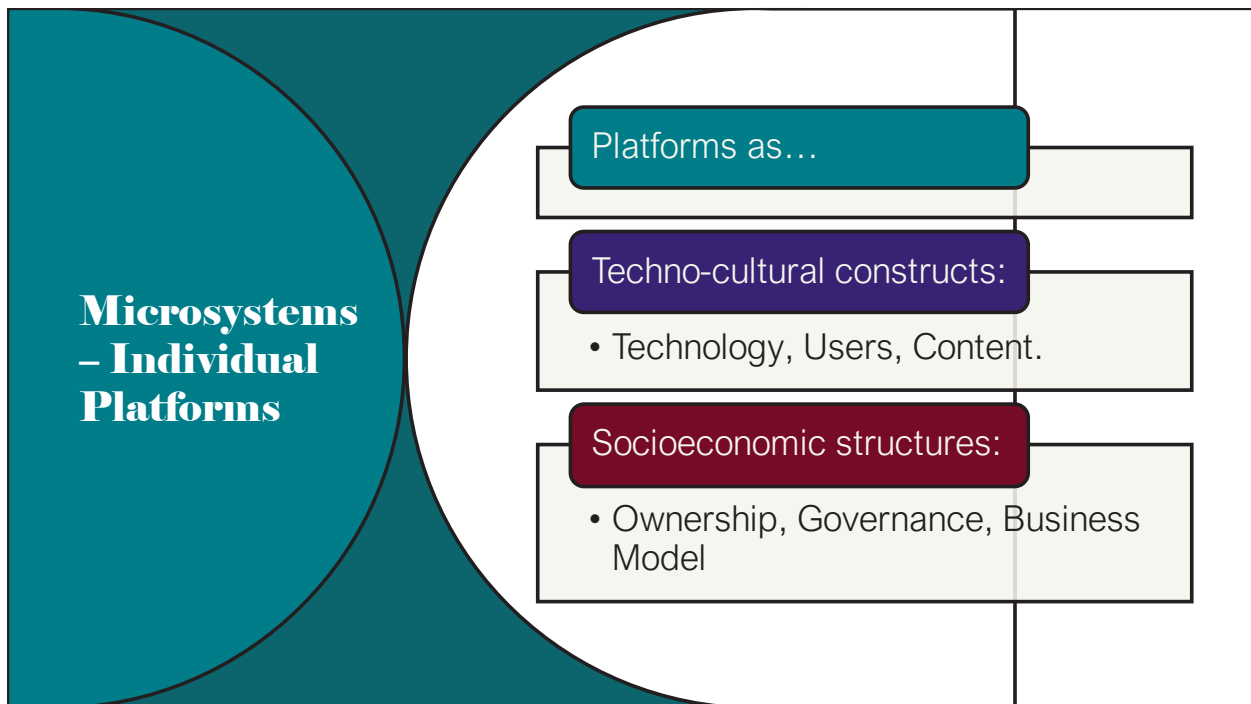 Microsystems
– Individual
Platforms
Platforms as…
Techno-cultural constructs:
• Technology, Users, Content.
Socioeconomic structures:
• Ownership, Governance, Business
Model